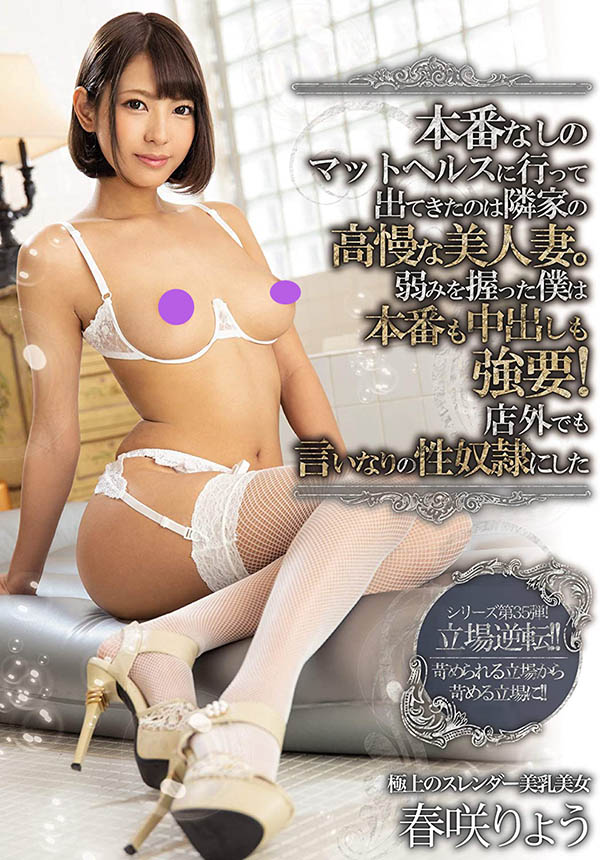 本番なしの
マットヘルスに行って
出てきたのは隣家の
高慢な美人妻。
弱みを握った僕は
本番も中出しも
強要!
店外でも
言いなりの性奴隷にした
シリーズ第35弾!
立場逆転!!
苛められる立場から
苛める立場に!!
極上のスレンダー美乳美女
春咲りょう